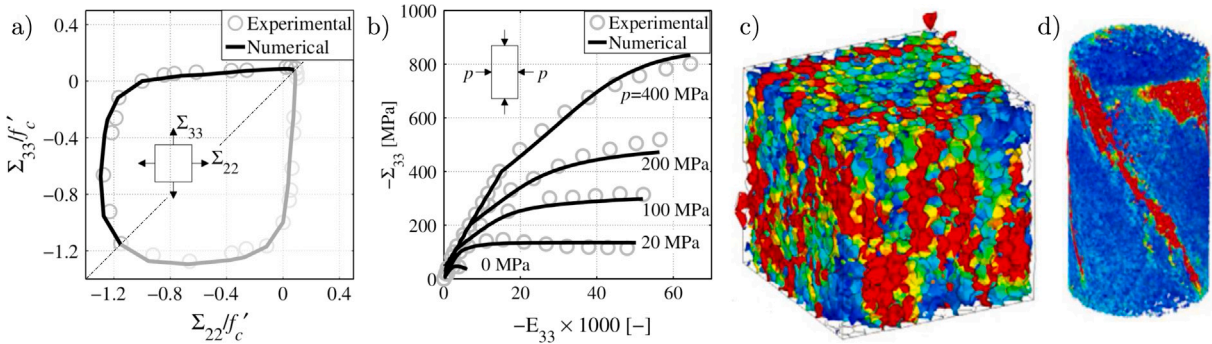 a)
Experimental
Numerical
0.4
0
−0.4
−0.8
−1.2
Σ33/fc′
−1.2 −0.8 −0.4 0 0.4
Σ22/fc′
Σ33
Σ22
b)
Experimental
Numerical
1000
800
600
400
200
0
−Σ33 [MPa]
0 20 40 60
−E33 × 1000 [−]
p p
p=400 MPa
200 MPa
100 MPa
20 MPa
0 MPa
c)
d)